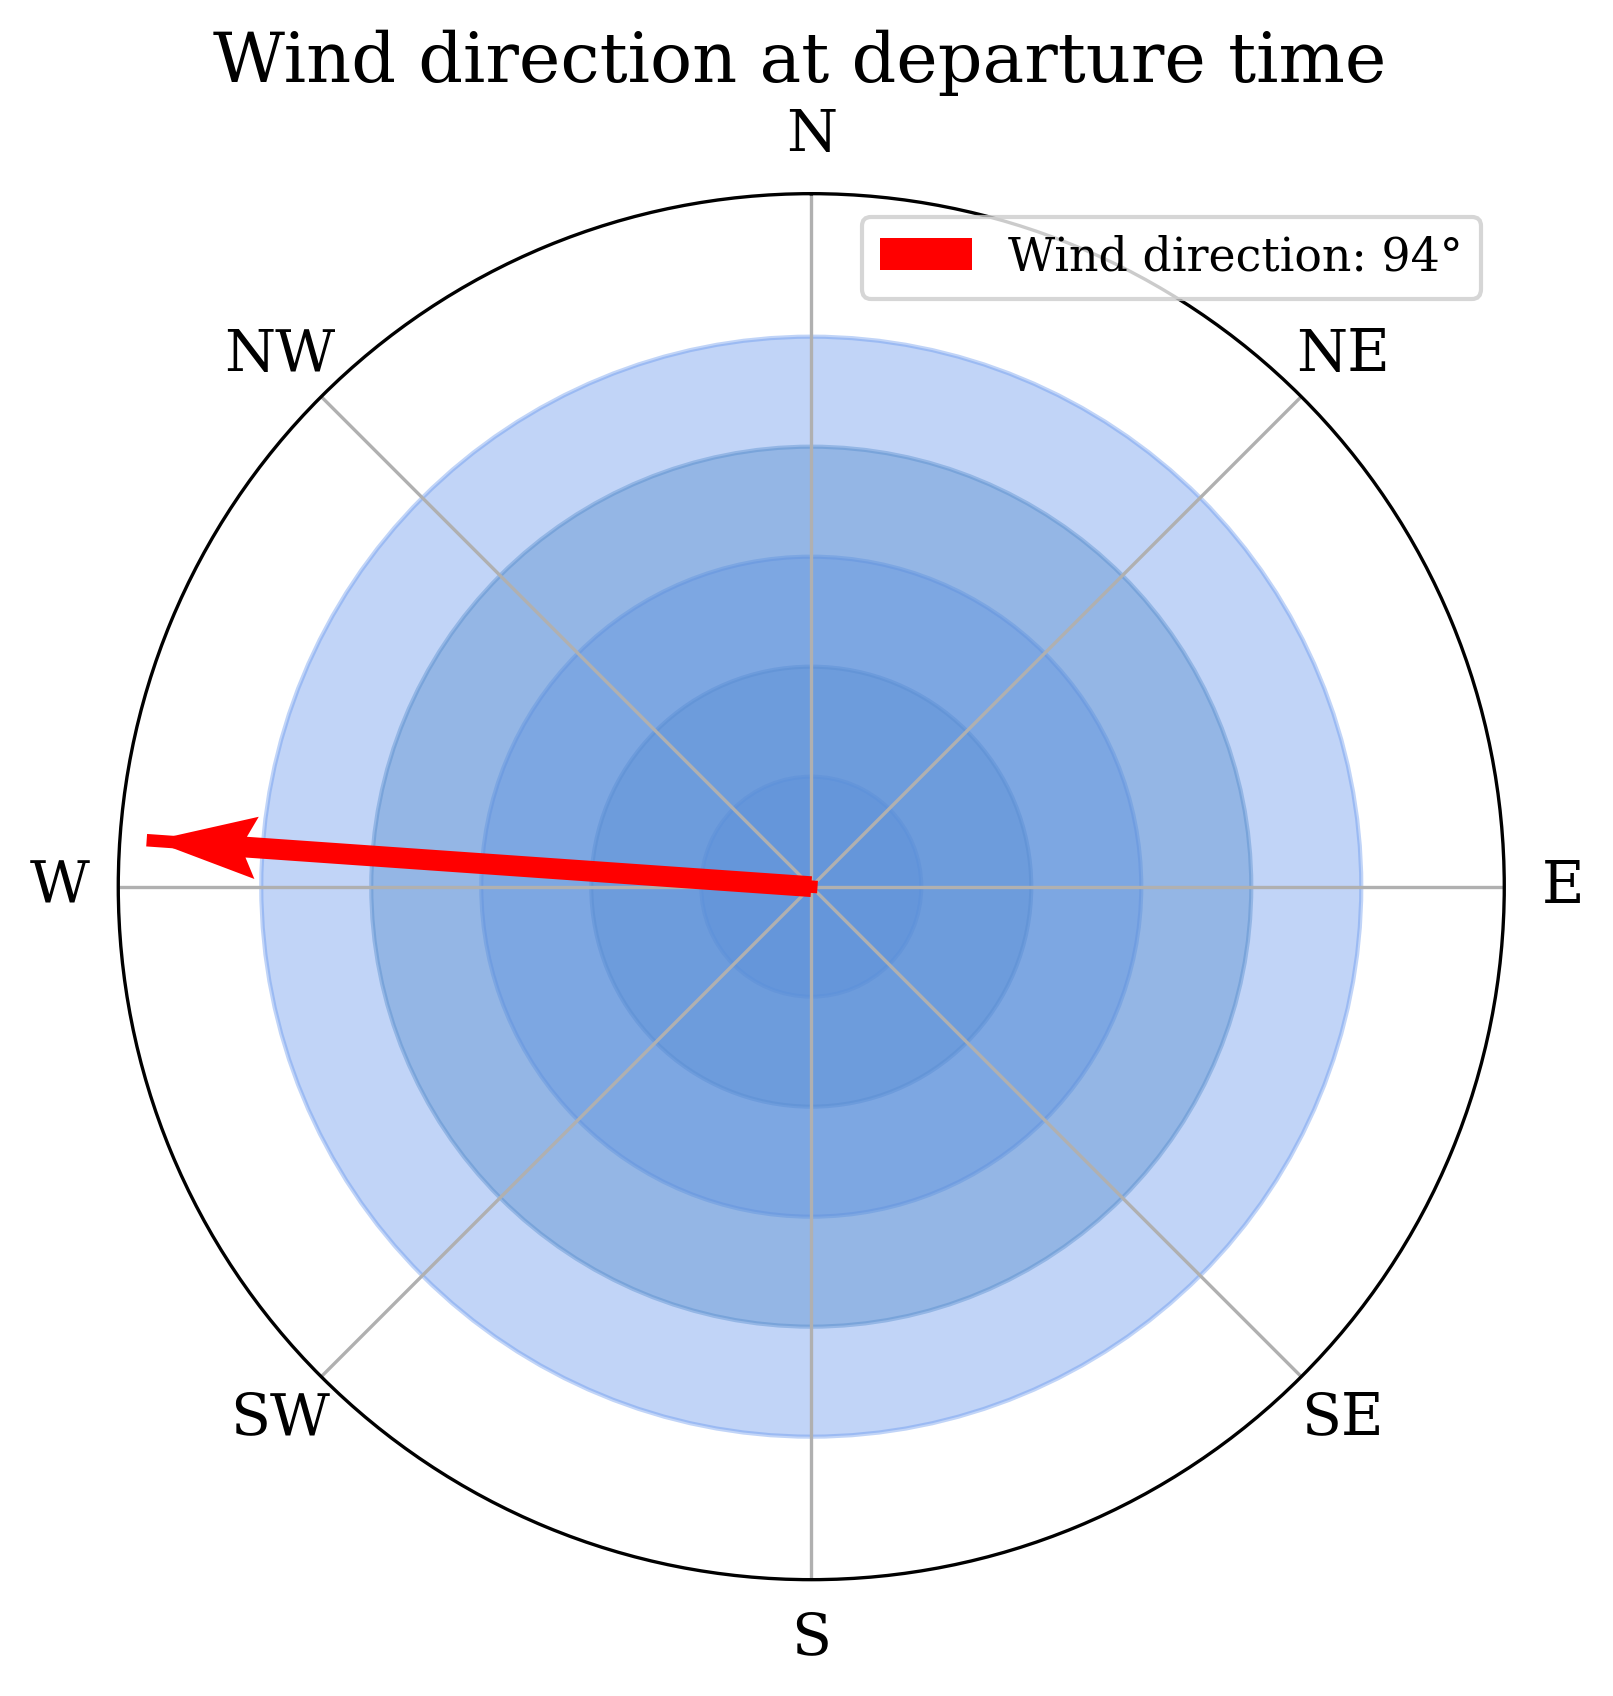 Wind direction at departure time
N
Wind direction: 94°
NW
NE
W
E
SW
SE
S